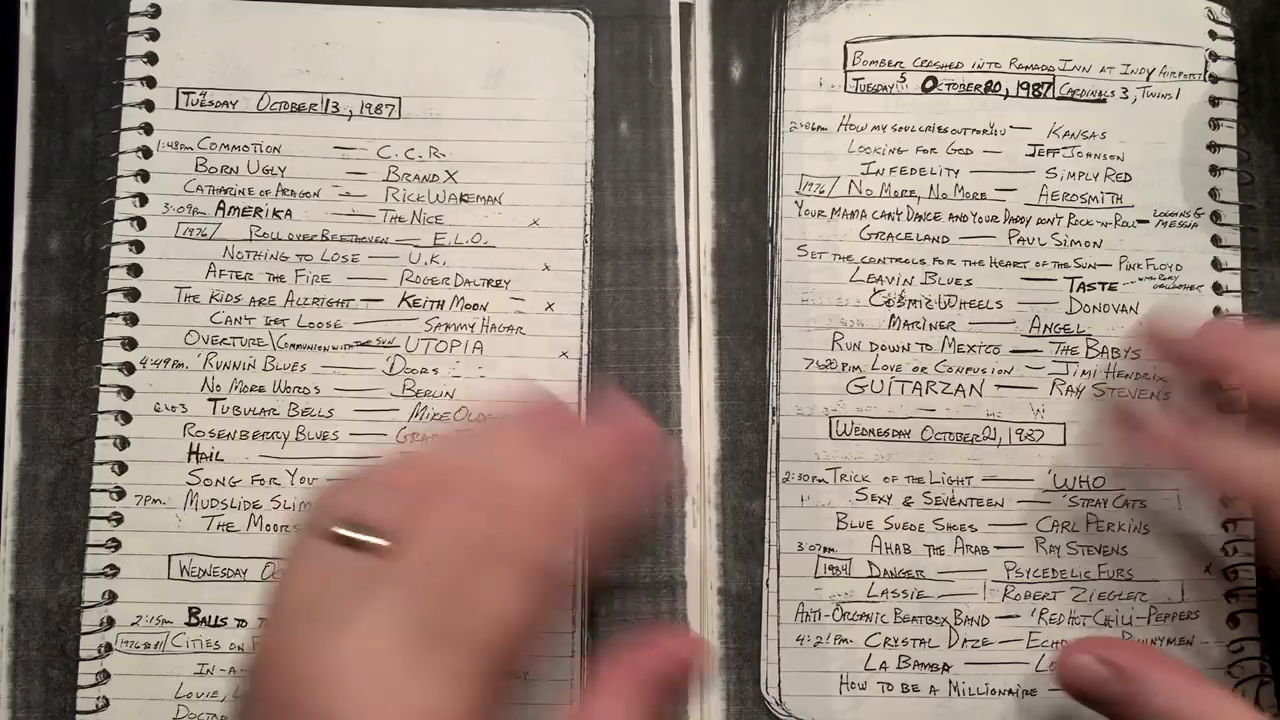 TUESDAY 4 OCTOBER 13, 1987
1:48pm COMMOTION — C.C.R.
BORN UGLY — BRAND X
CATHARINE OF ARAGON — RICK WAKEMAN
3:09pm AMERIKA — THE NICE x
1976/ ROLL OVER BEETHOVEN — E.L.O.
NOTHING TO LOSE — U.K. x
AFTER THE FIRE — ROGER DALTREY
THE KIDS ARE ALLRIGHT — KEITH MOON x
CAN'T GET LOOSE — SAMMY HAGAR
OVERTURE\COMMUNION WITH THE SUN UTOPIA x
4:49pm. 'RUNNIN BLUES — 'DOORS
NO MORE WORDS — BERLIN
TUBULAR BELLS — MIKE
ROSENBERRY BLUES —
HAIL —
SONG FOR YOU —
7pm. MUDSLIDE SLIM
THE MOORS
WEDNESDAY
2:15pm BALLS TO
CITIES ON
IN-A-
LOUIE,
DOCTOR
BOMBER CRASHED INTO RAMADA INN AT INDY AIRPORT
TUESDAY 5 OCTOBER 20, 1987 CARDINALS 3, TWINS 1
2:06pm HOW MY SOUL CRIES OUT FOR YOU — KANSAS
LOOKING FOR GOD — JEFF JOHNSON
INFEDELITY — SIMPLY RED
1976/ NO MORE, NO MORE — AEROSMITH
YOUR MAMA CAN'T DANCE AND YOUR DADDY DON'T ROCK-N-ROLL — LOGGINS & MESSIA
GRACELAND — PAUL SIMON
SET THE CONTROLS FOR THE HEART OF THE SUN — PINK FLOYD
LEAVIN BLUES — TASTE -- WITH RORY GALLAGHER
COSMIC WHEELS — DONOVAN
MARINER — ANGEL
RUN DOWN TO MEXICO — THE BABYS
7:20 P.M. LOVE OR CONFUSION — JIMI HENDRIX
GUITARZAN — RAY STEVENS
WEDNESDAY OCTOBER 21, 1987
2:30pm TRICK OF THE LIGHT — 'WHO
SEXY & SEVENTEEN — 'STRAY CATS
BLUE SUEDE SHOES — CARL PERKINS
3:07pm. AHAB THE ARAB — RAY STEVENS
1984/ DANGER — PSYCEDELIC FURS x
LASSIE — ROBERT ZIEGLER
ANTI-ORGANIC BEATBOX BAND — 'RED HOT CHILI-PEPPERS
4:21pm. CRYSTAL DAZE — ECHO BUNNYMEN
LA BAMBA —
HOW TO BE A MILLIONAIRE —